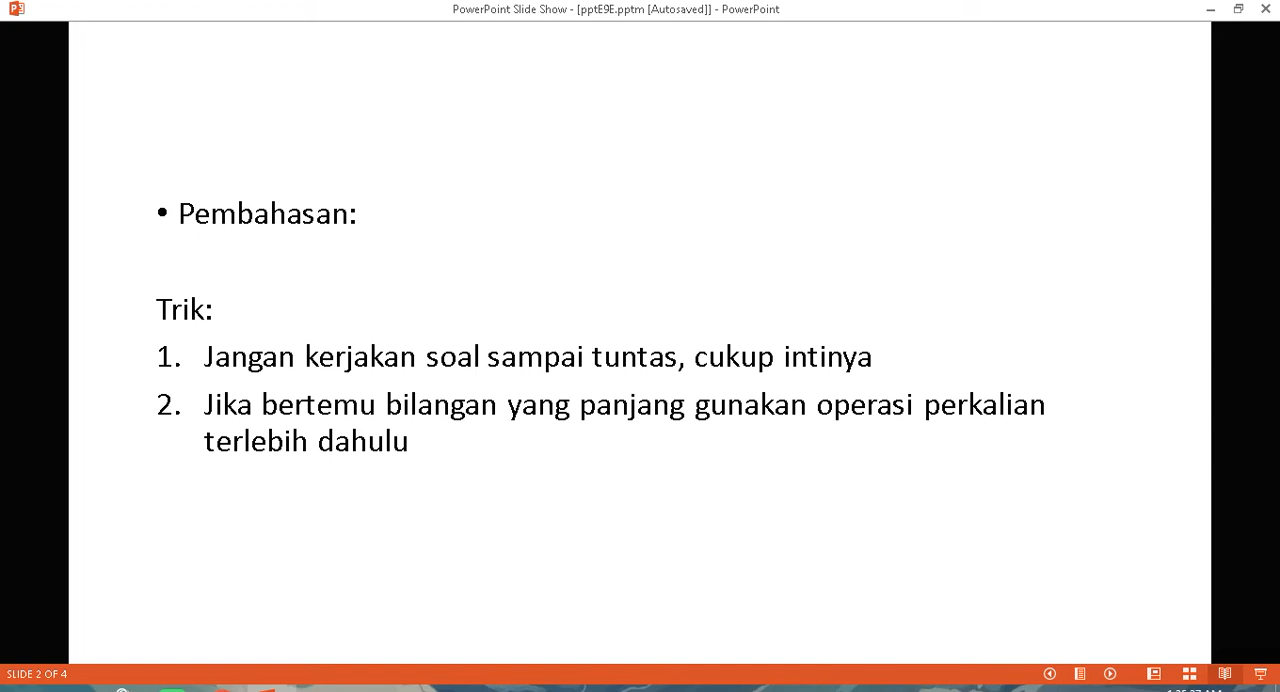 PowerPoint Slide Show - [pptE9E.pptm [Autosaved]] - PowerPoint
• Pembahasan:
Trik:
1. Jangan kerjakan soal sampai tuntas, cukup intinya
2. Jika bertemu bilangan yang panjang gunakan operasi perkalian
terlebih dahulu
SLIDE 2 OF 4